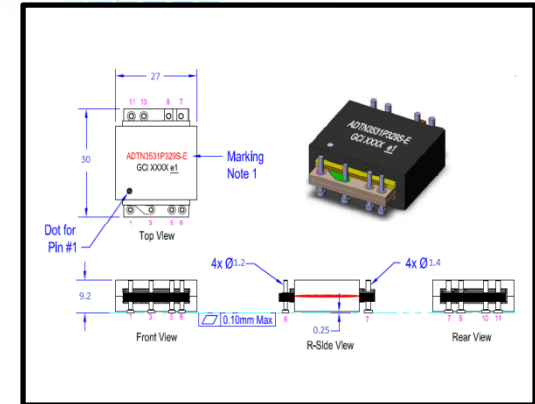 27
11 10 8 7
30
ADTN3531P329S-E
GCI XXXX e1
Marking
Note 1
Dot for
Pin #1
1 3 5 6
Top View
ADTN3531P329S-E
GCI XXXX e1
4x Ø1.2
4x Ø1.4
9.2
1 3 5 6
Front View
0.10mm Max
6
0.25
7
R-Side View
7 8 10 11
Rear View